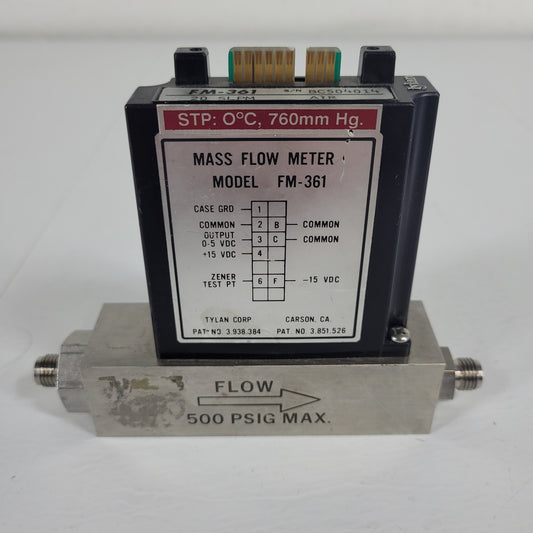 FM-361 S/N BC504014
20 SLPM AIR
STP: 0°C, 760mm Hg.
MASS FLOW METER
MODEL FM-361
CASE GRD 1
COMMON 2 B COMMON
OUTPUT
0-5 VDC 3 C COMMON
+15 VDC 4
ZENER
TEST PT 6 F -15 VDC
TYLAN CORP CARSON, CA.
PAT. NO. 3,938,384 PAT. NO. 3,851,526
FLOW
500 PSIG MAX.